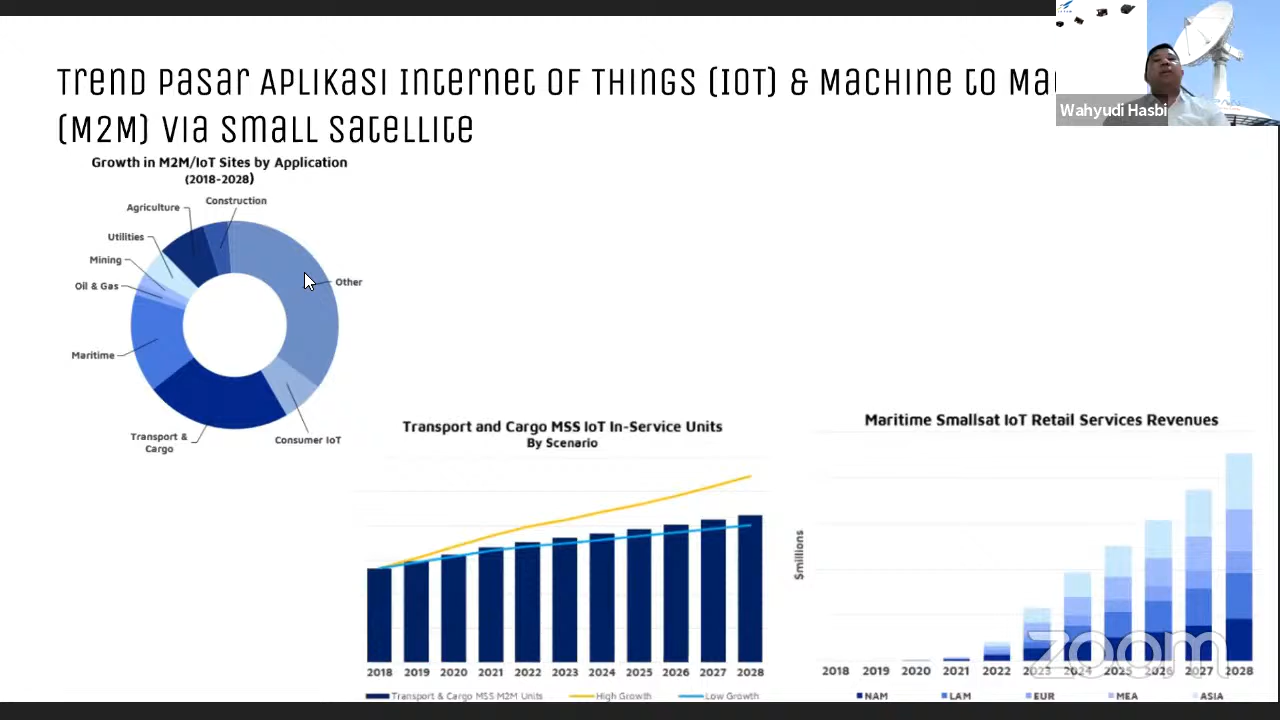 Trend Pasar Aplikasi Internet of Things (IoT) & Machine to Ma
(M2M) via Small Satellite
Wahyudi Hasbi
Growth in M2M/IoT Sites by Application
(2018-2028)
Construction
Agriculture
Utilities
Mining
Oil & Gas
Other
Maritime
Transport &
Cargo
Consumer IoT
Transport and Cargo MSS IoT In-Service Units
By Scenario
2018 2019 2020 2021 2022 2023 2024 2025 2026 2027 2028
Transport & Cargo MSS M2M Units High Growth Low Growth
Maritime Smallsat IoT Retail Services Revenues
$millions
2018 2019 2020 2021 2022 2023 2024 2025 2026 2027 2028
NAM LAM EUR MEA ASIA
zoom